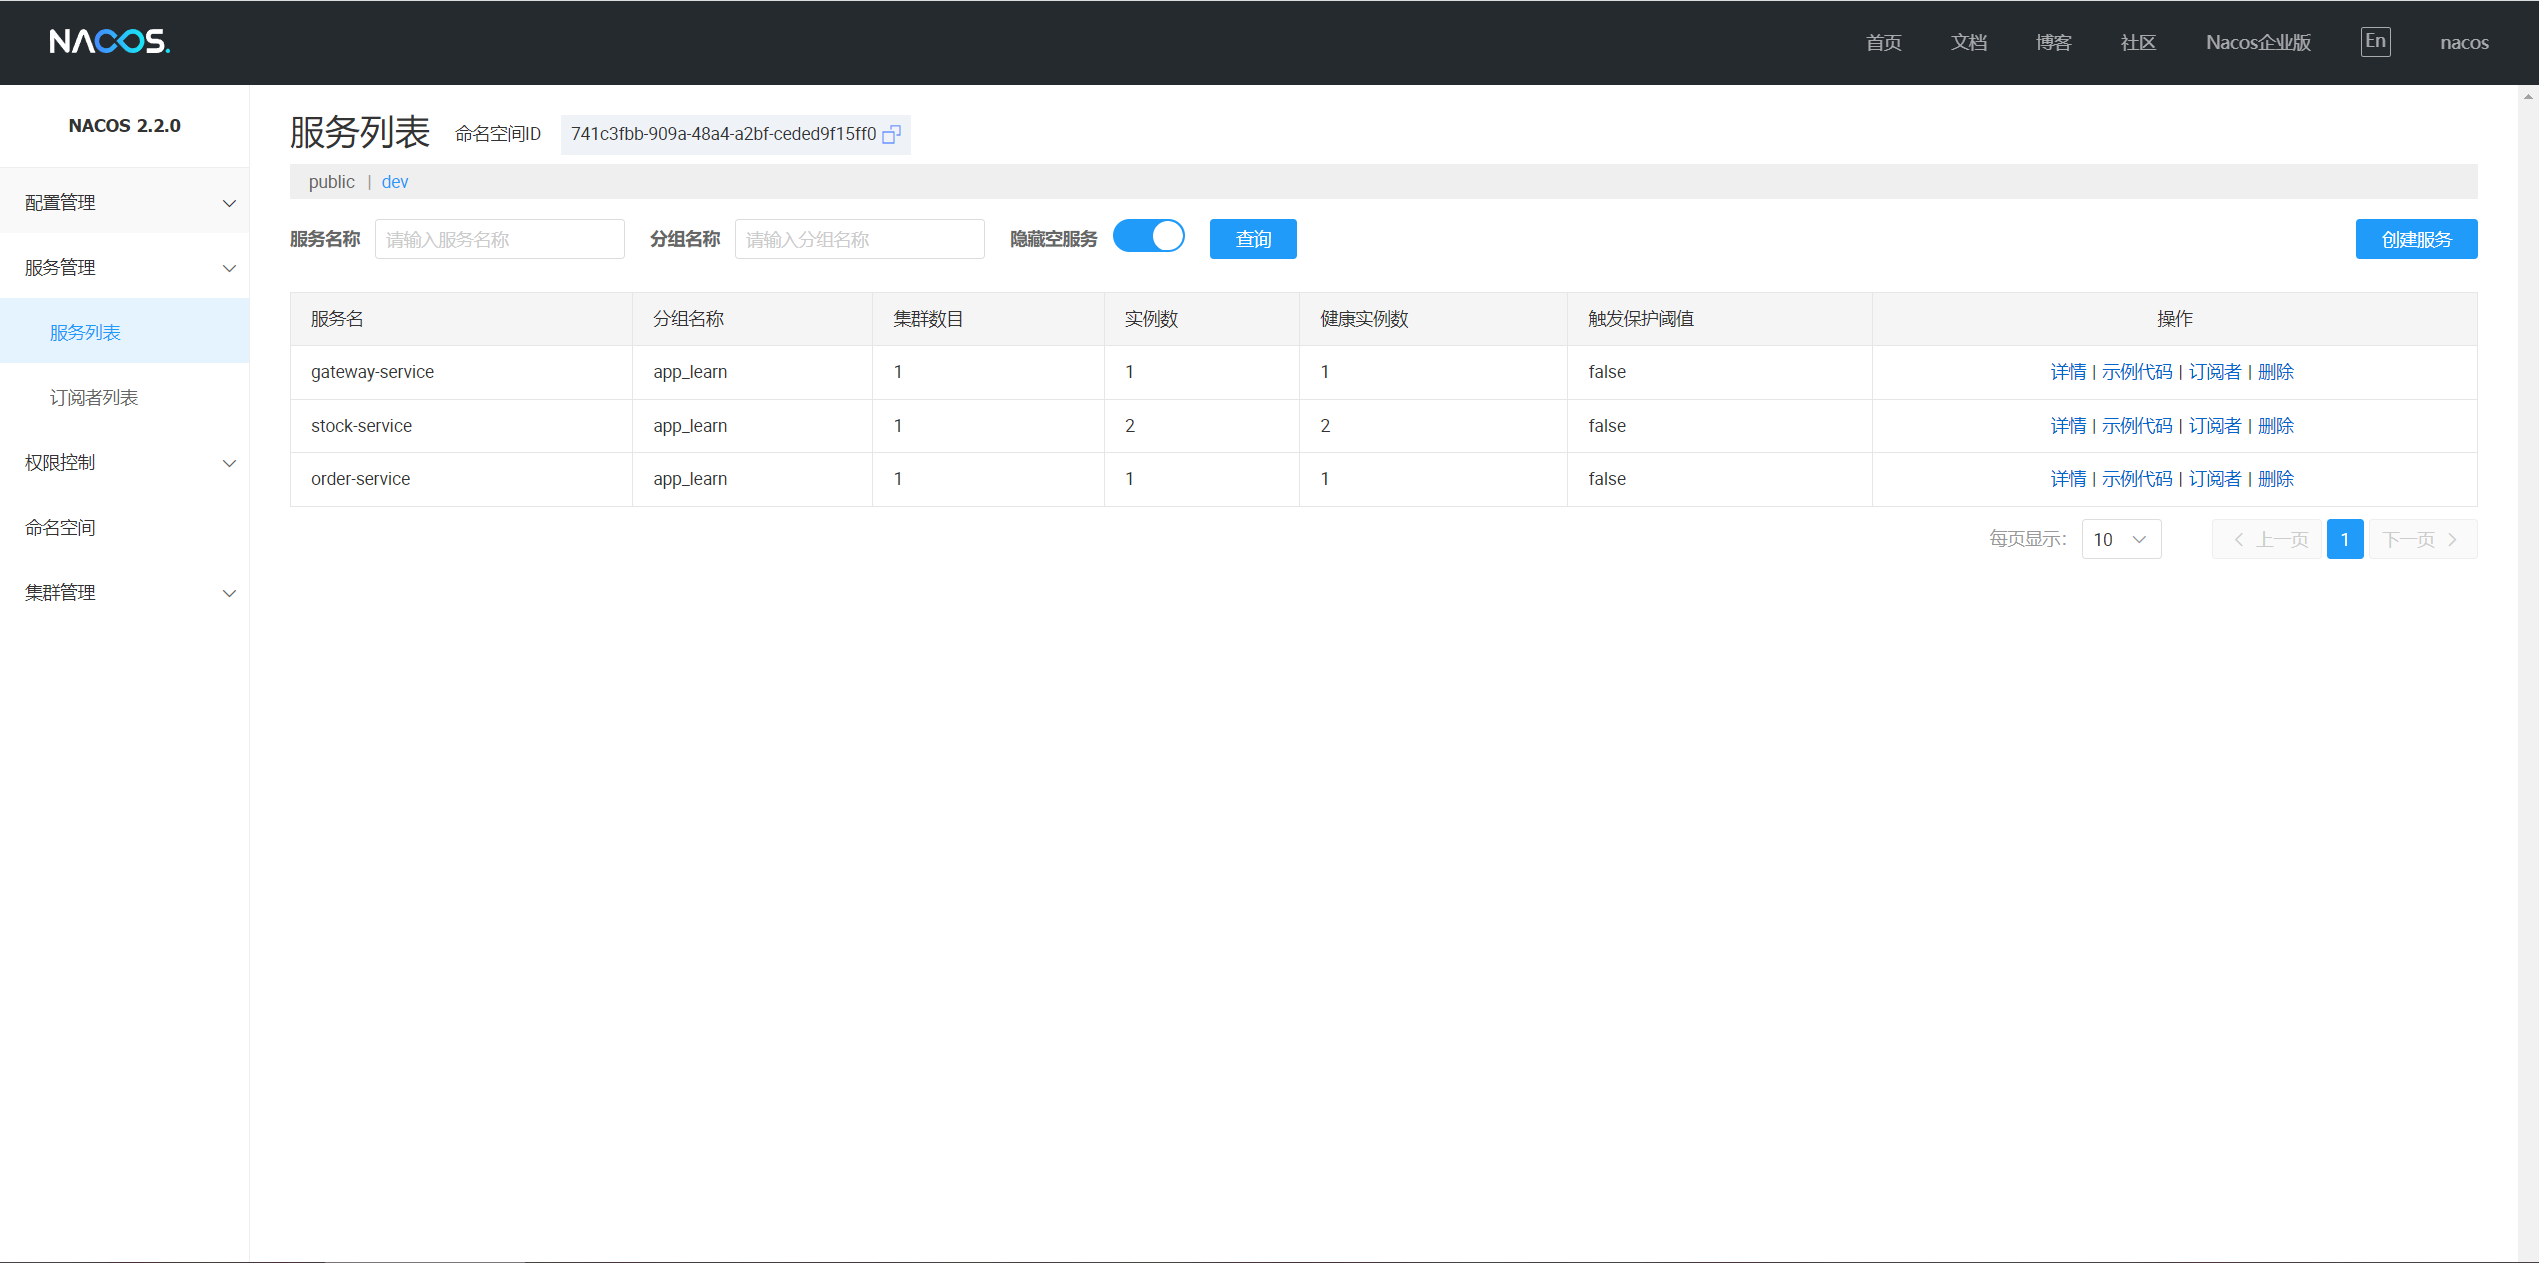 NACOS.
首页 文档 博客 社区 Nacos企业版 En nacos
NACOS 2.2.0
配置管理
服务管理
服务列表
订阅者列表
权限控制
命名空间
集群管理
服务列表 命名空间ID 741c3fbb-909a-48a4-a2bf-ceded9f15ff0
public | dev
服务名称 请输入服务名称 分组名称 请输入分组名称 隐藏空服务 查询 创建服务
服务名 分组名称 集群数目 实例数 健康实例数 触发保护阈值 操作
gateway-service app_learn 1 1 1 false 详情 | 示例代码 | 订阅者 | 删除
stock-service app_learn 1 2 2 false 详情 | 示例代码 | 订阅者 | 删除
order-service app_learn 1 1 1 false 详情 | 示例代码 | 订阅者 | 删除
每页显示: 10 上一页 1 下一页